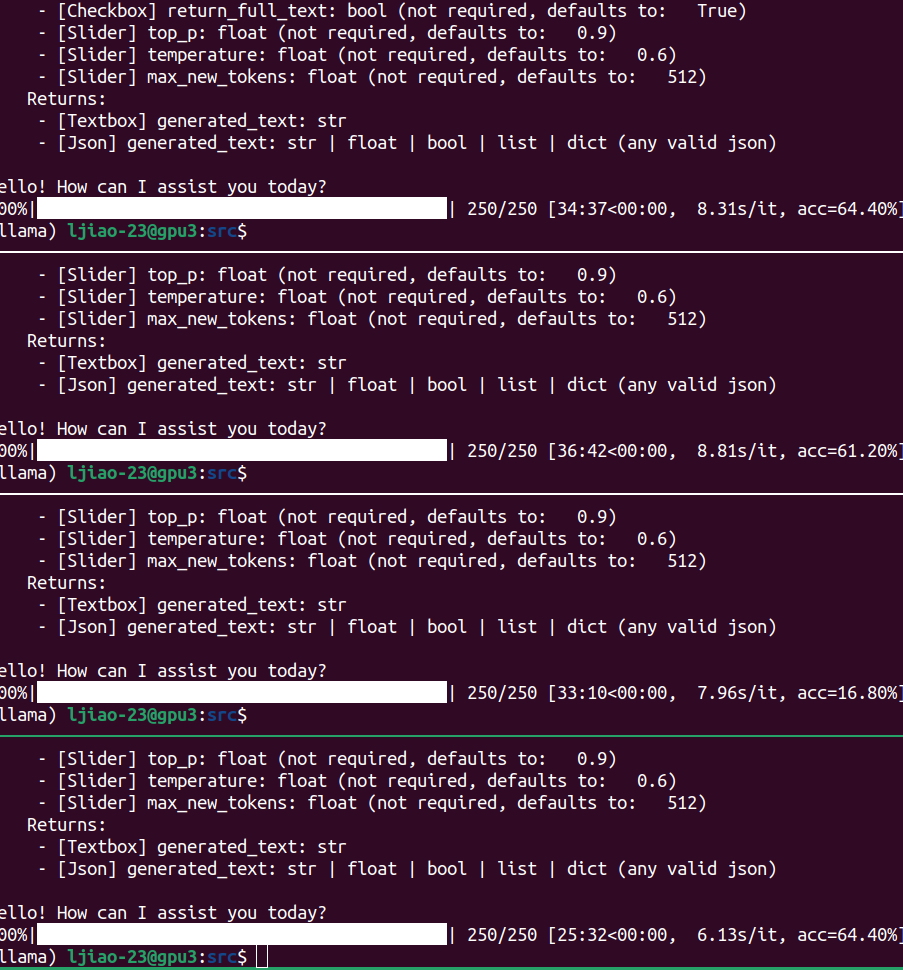 - [Checkbox] return_full_text: bool (not required, defaults to:   True)
- [Slider] top_p: float (not required, defaults to:   0.9)
- [Slider] temperature: float (not required, defaults to:   0.6)
- [Slider] max_new_tokens: float (not required, defaults to:   512)
Returns:
- [Textbox] generated_text: str
- [Json] generated_text: str | float | bool | list | dict (any valid json)
ello! How can I assist you today?
00%| | 250/250 [34:37<00:00,  8.31s/it, acc=64.40%]
llama) ljiao-23@gpu3:src$
- [Slider] top_p: float (not required, defaults to:   0.9)
- [Slider] temperature: float (not required, defaults to:   0.6)
- [Slider] max_new_tokens: float (not required, defaults to:   512)
Returns:
- [Textbox] generated_text: str
- [Json] generated_text: str | float | bool | list | dict (any valid json)
ello! How can I assist you today?
00%| | 250/250 [36:42<00:00,  8.81s/it, acc=61.20%]
llama) ljiao-23@gpu3:src$
- [Slider] top_p: float (not required, defaults to:   0.9)
- [Slider] temperature: float (not required, defaults to:   0.6)
- [Slider] max_new_tokens: float (not required, defaults to:   512)
Returns:
- [Textbox] generated_text: str
- [Json] generated_text: str | float | bool | list | dict (any valid json)
ello! How can I assist you today?
00%| | 250/250 [33:10<00:00,  7.96s/it, acc=16.80%]
llama) ljiao-23@gpu3:src$
- [Slider] top_p: float (not required, defaults to:   0.9)
- [Slider] temperature: float (not required, defaults to:   0.6)
- [Slider] max_new_tokens: float (not required, defaults to:   512)
Returns:
- [Textbox] generated_text: str
- [Json] generated_text: str | float | bool | list | dict (any valid json)
ello! How can I assist you today?
00%| | 250/250 [25:32<00:00,  6.13s/it, acc=64.40%]
llama) ljiao-23@gpu3:src$